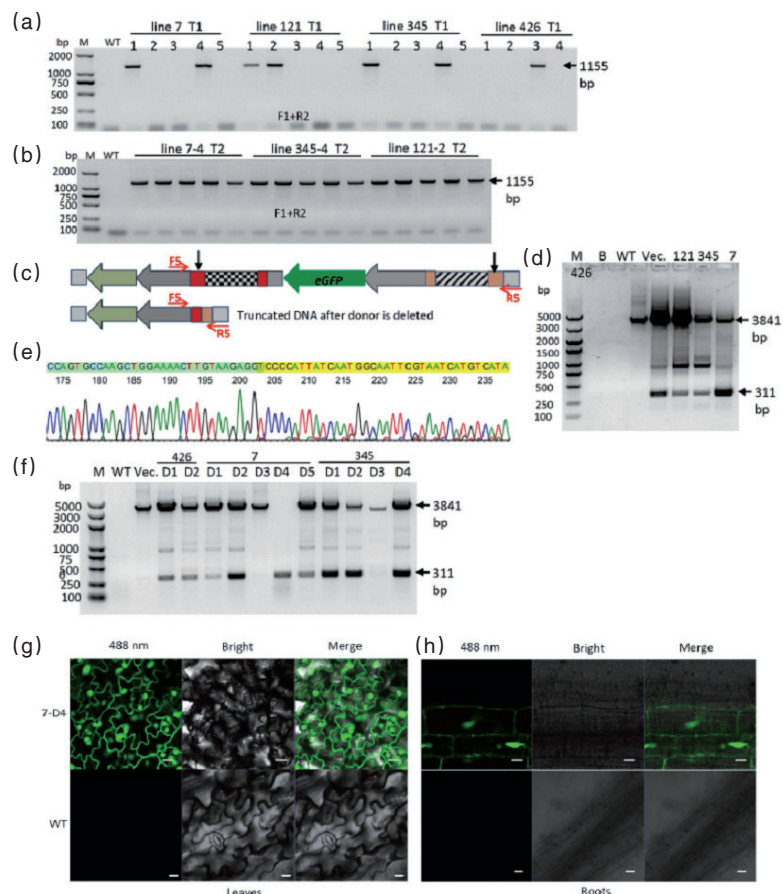 (a)
line 7 T1 line 121 T1 line 345 T1 line 426 T1
bp M WT 1 2 3 4 5 1 2 3 4 5 1 2 3 4 5 1 2 3 4
2000
1000
750
500
250
100
1155
bp
F1+R2
(b)
line 7-4 T2 line 345-4 T2 line 121-2 T2
bp M WT
2000
1000
750
500
250
100
1155
bp
F1+R2
(c)
F5
eGFP
R5
F5
R5
Truncated DNA after donor is deleted
(d)
M B WT Vec. 121 345 7
426
bp
5000
3000
2000
1500
1000
750
500
250
100
3841
bp
311
bp
(e)
CCAGTGCCAAGCTGGAAAACTTGTAAGAGGTCCCCATTATCAATGGCAATTCGTAATCATGTCATA
175 180 185 190 195 200 205 210 215 220 225 230 235
(f)
426 7 345
M WT Vec. D1 D2 D1 D2 D3 D4 D5 D1 D2 D3 D4
bp
5000
3000
2000
1000
75
500
250
100
3841
bp
311
bp
(g)
488 nm Bright Merge
7-D4
WT
Leaves
(h)
488 nm Bright Merge
Roots